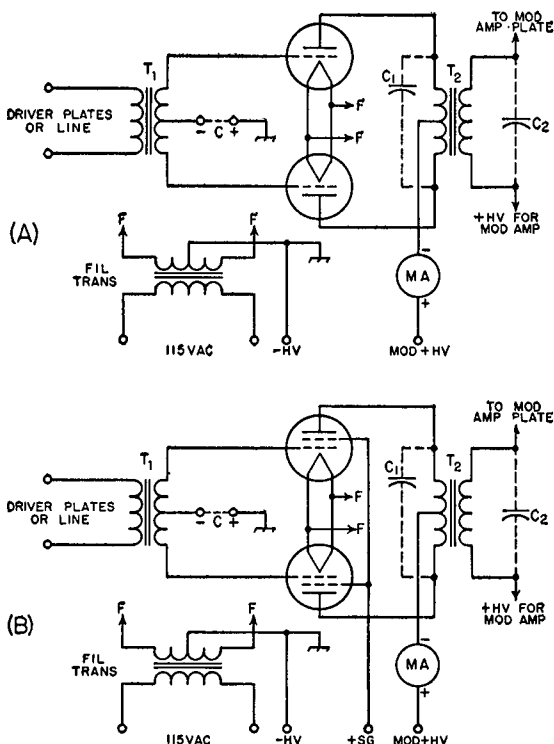 TO MOD
AMP. PLATE
T1
C1
T2
DRIVER PLATES
OR LINE
- C +
F
F
C2
+HV FOR
MOD AMP
(A)
F
F
FIL
TRANS
-
MA
+
115VAC
-HV
MOD+HV
TO MOD
AMP PLATE
T1
C1
T2
DRIVER PLATES
OR LINE
- C +
F
F
C2
+HV FOR
MOD AMP
(B)
F
F
FIL
TRANS
-
MA
+
115VAC
-HV
+SG
MOD+HV